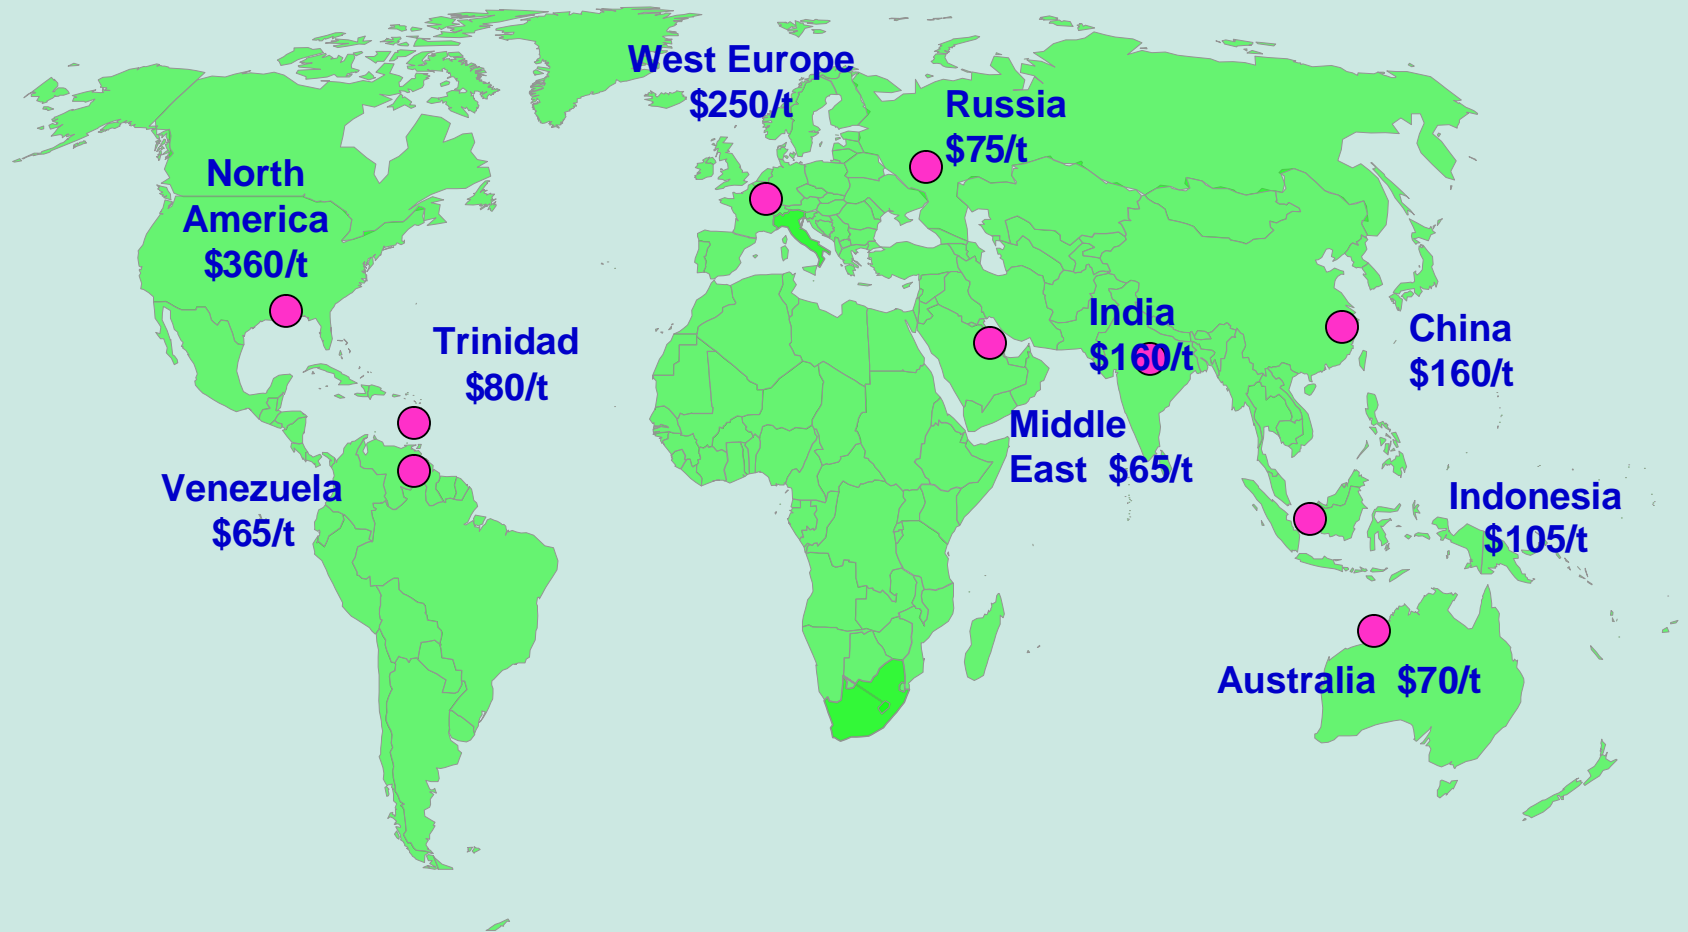 West Europe
$250/t
Russia
$75/t
North
America
$360/t
India
$160/t
China
$160/t
Trinidad
$80/t
Middle
East $65/t
Venezuela
$65/t
Indonesia
$105/t
Australia $70/t